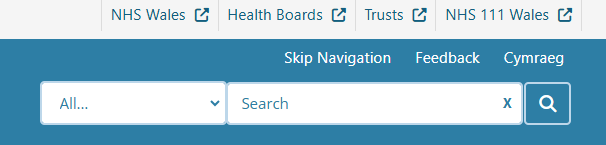 NHS Wales Health Boards Trusts NHS 111 Wales
Skip Navigation Feedback Cymraeg
All... Search X